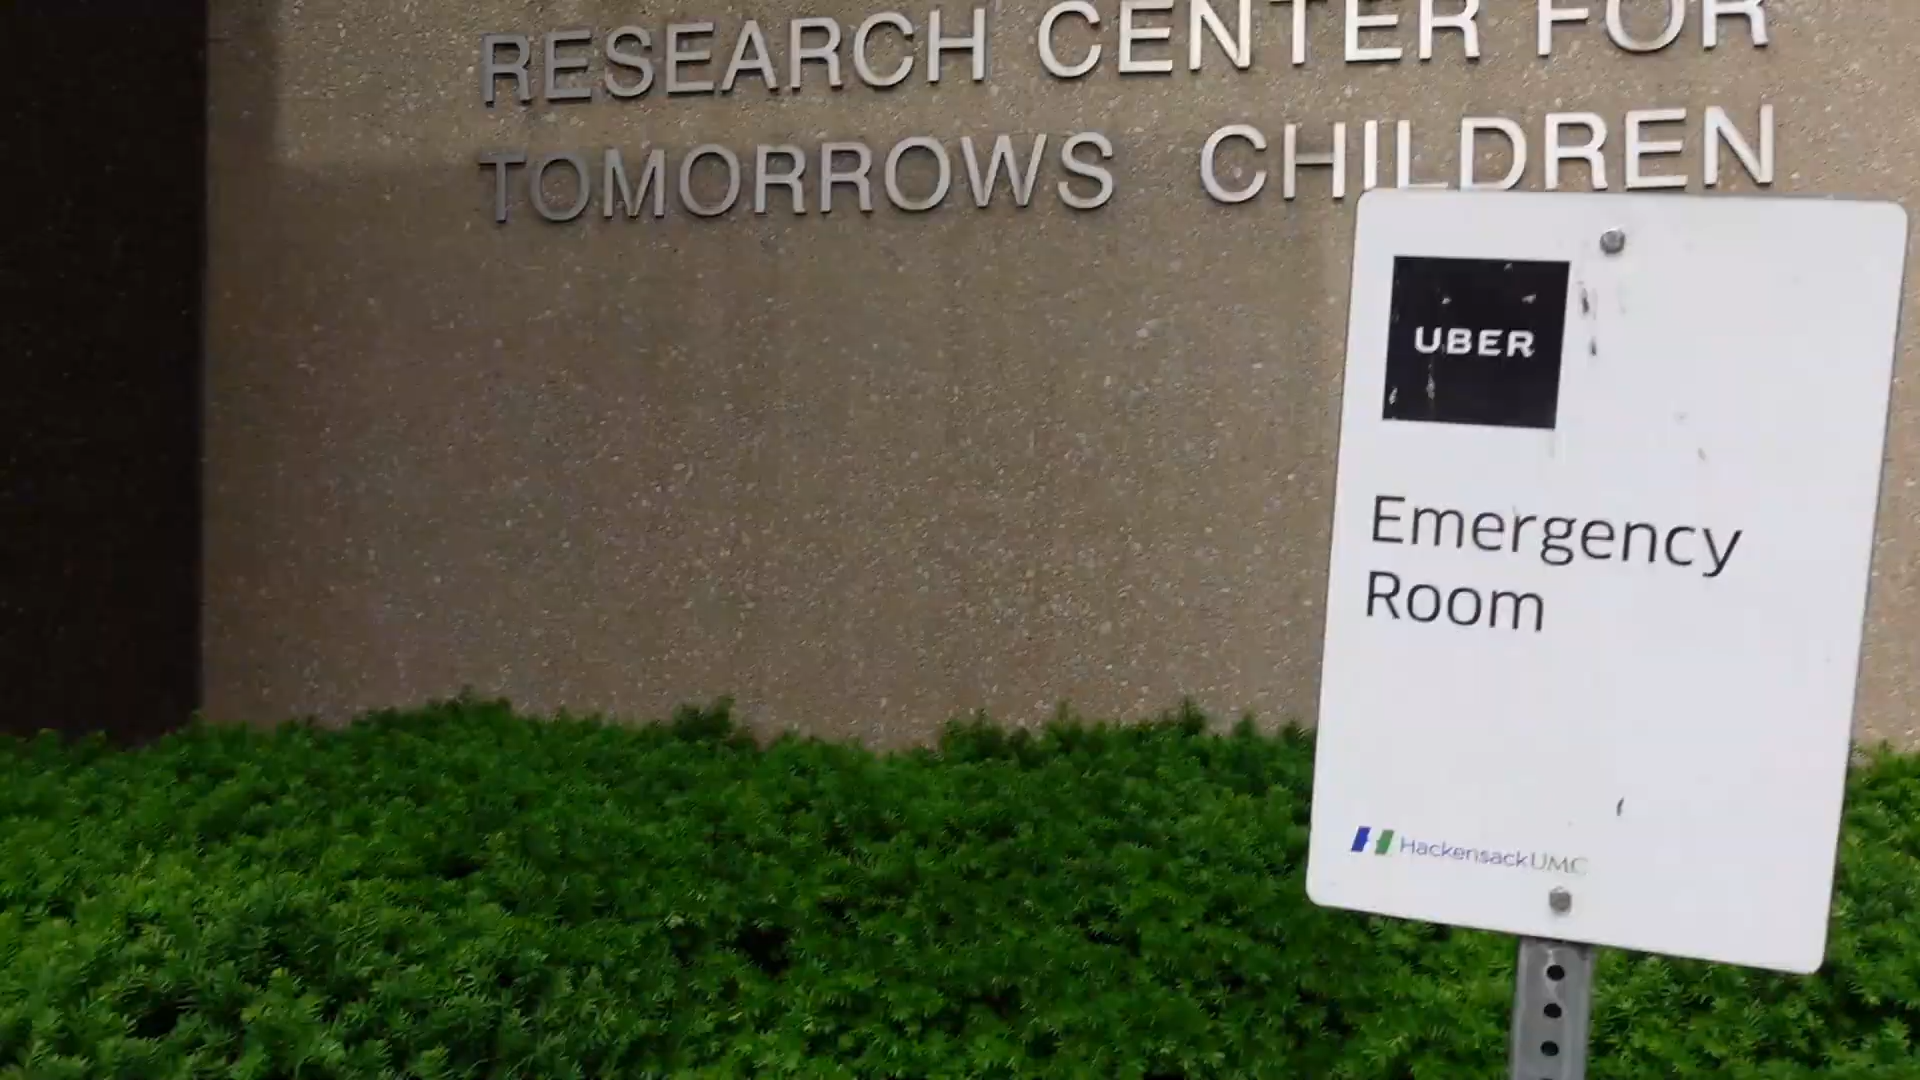 RESEARCH CENTER FOR
TOMORROWS CHILDREN
UBER
Emergency
Room
HackensackUMC